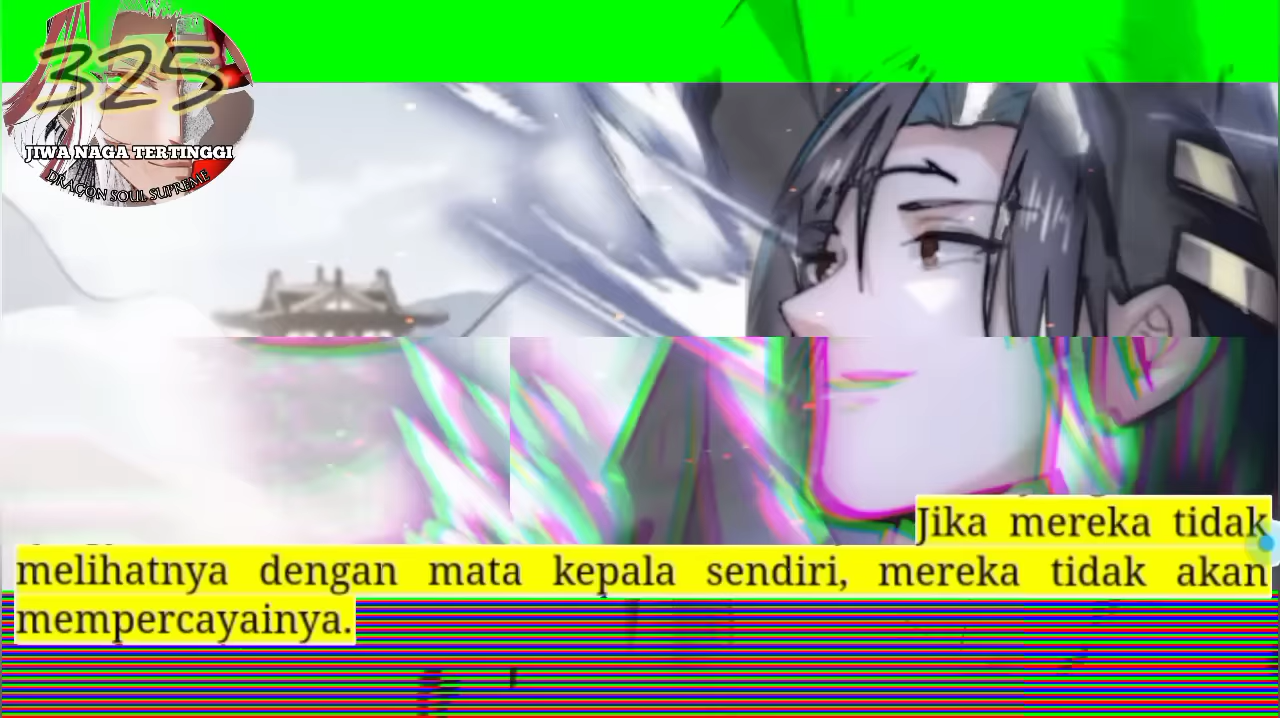 325
JIWA NAGA TERTINGGI
DRAGON SOUL SUPREME
Jika mereka tidak
melihatnya dengan mata kepala sendiri, mereka tidak akan
mempercayainya.